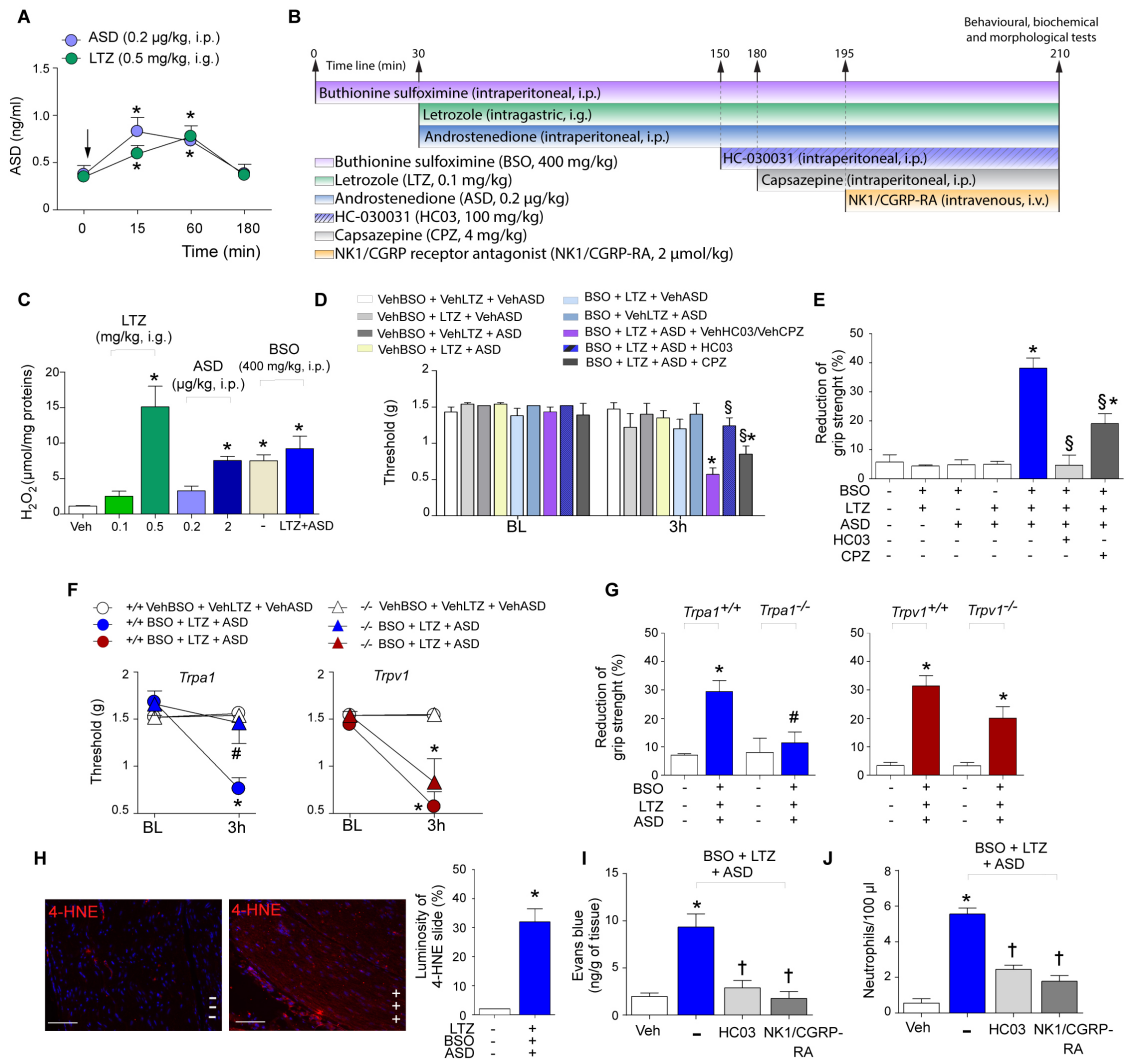 A
ASD (0.2 µg/kg, i.p.)
LTZ (0.5 mg/kg, i.g.)
ASD (ng/ml)
1.5
1.0
0.5
0
* *
* *
0 15 60 180
Time (min)
B
Behavioural, biochemical
and morphological tests
0 30 150 180 195 210
Time line (min)
Buthionine sulfoximine (intraperitoneal, i.p.)
Letrozole (intragastric, i.g.)
Androstenedione (intraperitoneal, i.p.)
HC-030031 (intraperitoneal, i.p.)
Capsazepine (intraperitoneal, i.p.)
NK1/CGRP-RA (intravenous, i.v.)
Buthionine sulfoximine (BSO, 400 mg/kg)
Letrozole (LTZ, 0.1 mg/kg)
Androstenedione (ASD, 0.2 µg/kg)
HC-030031 (HC03, 100 mg/kg)
Capsazepine (CPZ, 4 mg/kg)
NK1/CGRP receptor antagonist (NK1/CGRP-RA, 2 µmol/kg)
C
LTZ
(mg/kg, i.g.)
ASD
(µg/kg, i.p.)
BSO
(400 mg/kg, i.p.)
H2O2 (µmol/mg proteins)
20
15
10
5
0
* * * *
Veh 0.1 0.5 0.2 2 - LTZ+ASD
D
VehBSO + VehLTZ + VehASD
VehBSO + LTZ + VehASD
VehBSO + VehLTZ + ASD
VehBSO + LTZ + ASD
BSO + LTZ + VehASD
BSO + VehLTZ + ASD
BSO + LTZ + ASD + VehHC03/VehCPZ
BSO + LTZ + ASD + HC03
BSO + LTZ + ASD + CPZ
Threshold (g)
2
1.5
1
0.5
0
* § §*
BL 3h
E
Reduction of
grip strenght (%)
50
40
30
20
10
0
* § §*
BSO - + + - + + +
LTZ - + - + + + +
ASD - - + + + + +
HC03 - - - - - + -
CPZ - - - - - - +
F
+/+ VehBSO + VehLTZ + VehASD
+/+ BSO + LTZ + ASD
+/+ BSO + LTZ + ASD
-/- VehBSO + VehLTZ + VehASD
-/- BSO + LTZ + ASD
-/- BSO + LTZ + ASD
Threshold (g)
Trpa1
2
1.5
1
0.5
#
*
BL 3h
Trpv1
2
1.5
1
0.5
*
*
BL 3h
G
Trpa1+/+ Trpa1-/-
Reduction of
grip strenght (%)
50
40
30
20
10
0
* #
BSO - + - +
LTZ - + - +
ASD - + - +
Trpv1+/+ Trpv1-/-
50
40
30
20
10
0
* *
- + - +
- + - +
- + - +
H
4-HNE
- - -
4-HNE
+ + +
Luminosity of
4-HNE slide (%)
50
40
30
20
10
0
*
LTZ - +
BSO - +
ASD - +
I
BSO + LTZ
+ ASD
Evans blue
(ng/g of tissue)
15
10
5
0
* † †
Veh - HC03 NK1/CGRP-
RA
J
BSO + LTZ
+ ASD
Neutrophils/100 µl
8
6
4
2
0
* † †
Veh - HC03 NK1/CGRP-
RA